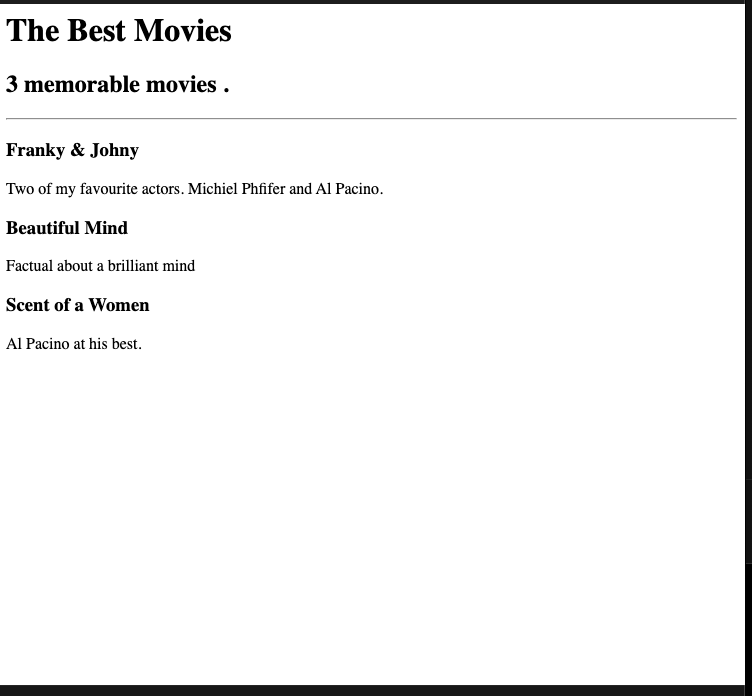 The Best Movies
3 memorable movies .
Franky & Johny
Two of my favourite actors. Michiel Phfifer and Al Pacino.
Beautiful Mind
Factual about a brilliant mind
Scent of a Women
Al Pacino at his best.